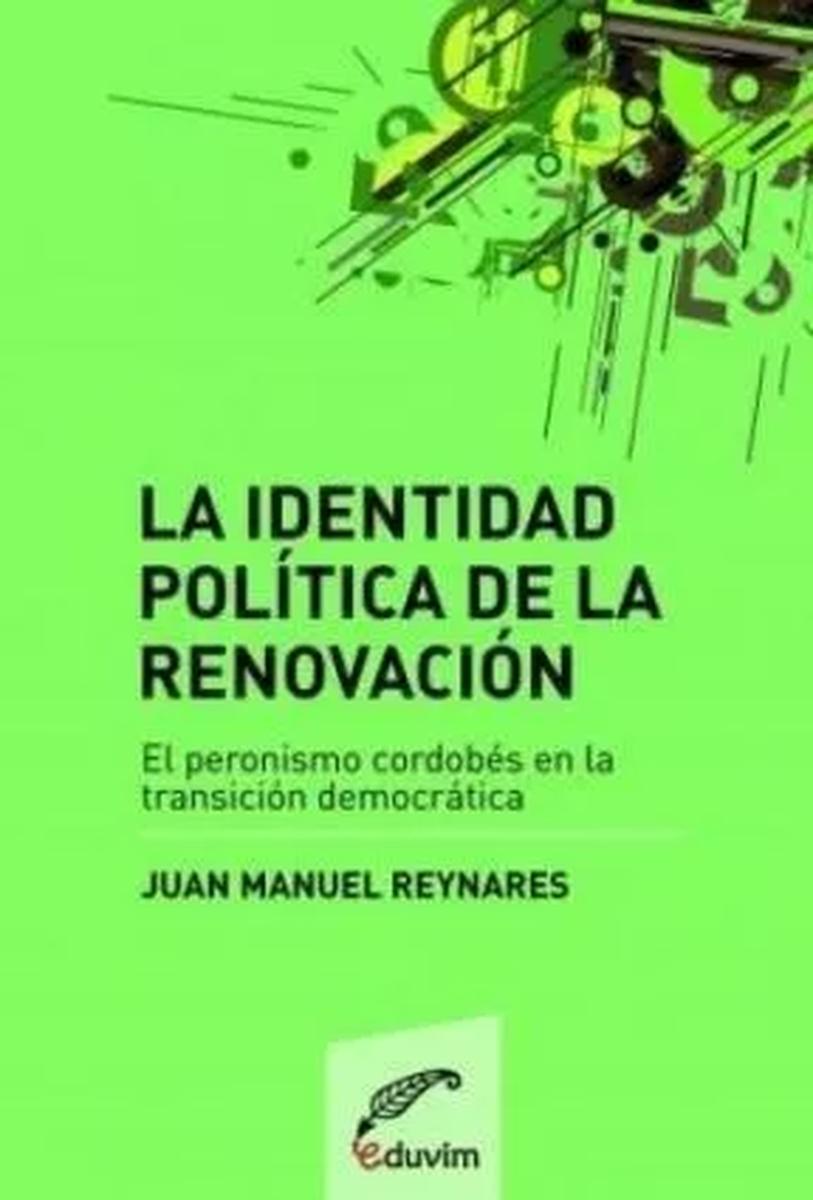 LA IDENTIDAD
POLÍTICA DE LA
RENOVACIÓN
El peronismo cordobés en la
transición democrática
JUAN MANUEL REYNARES
eduvim